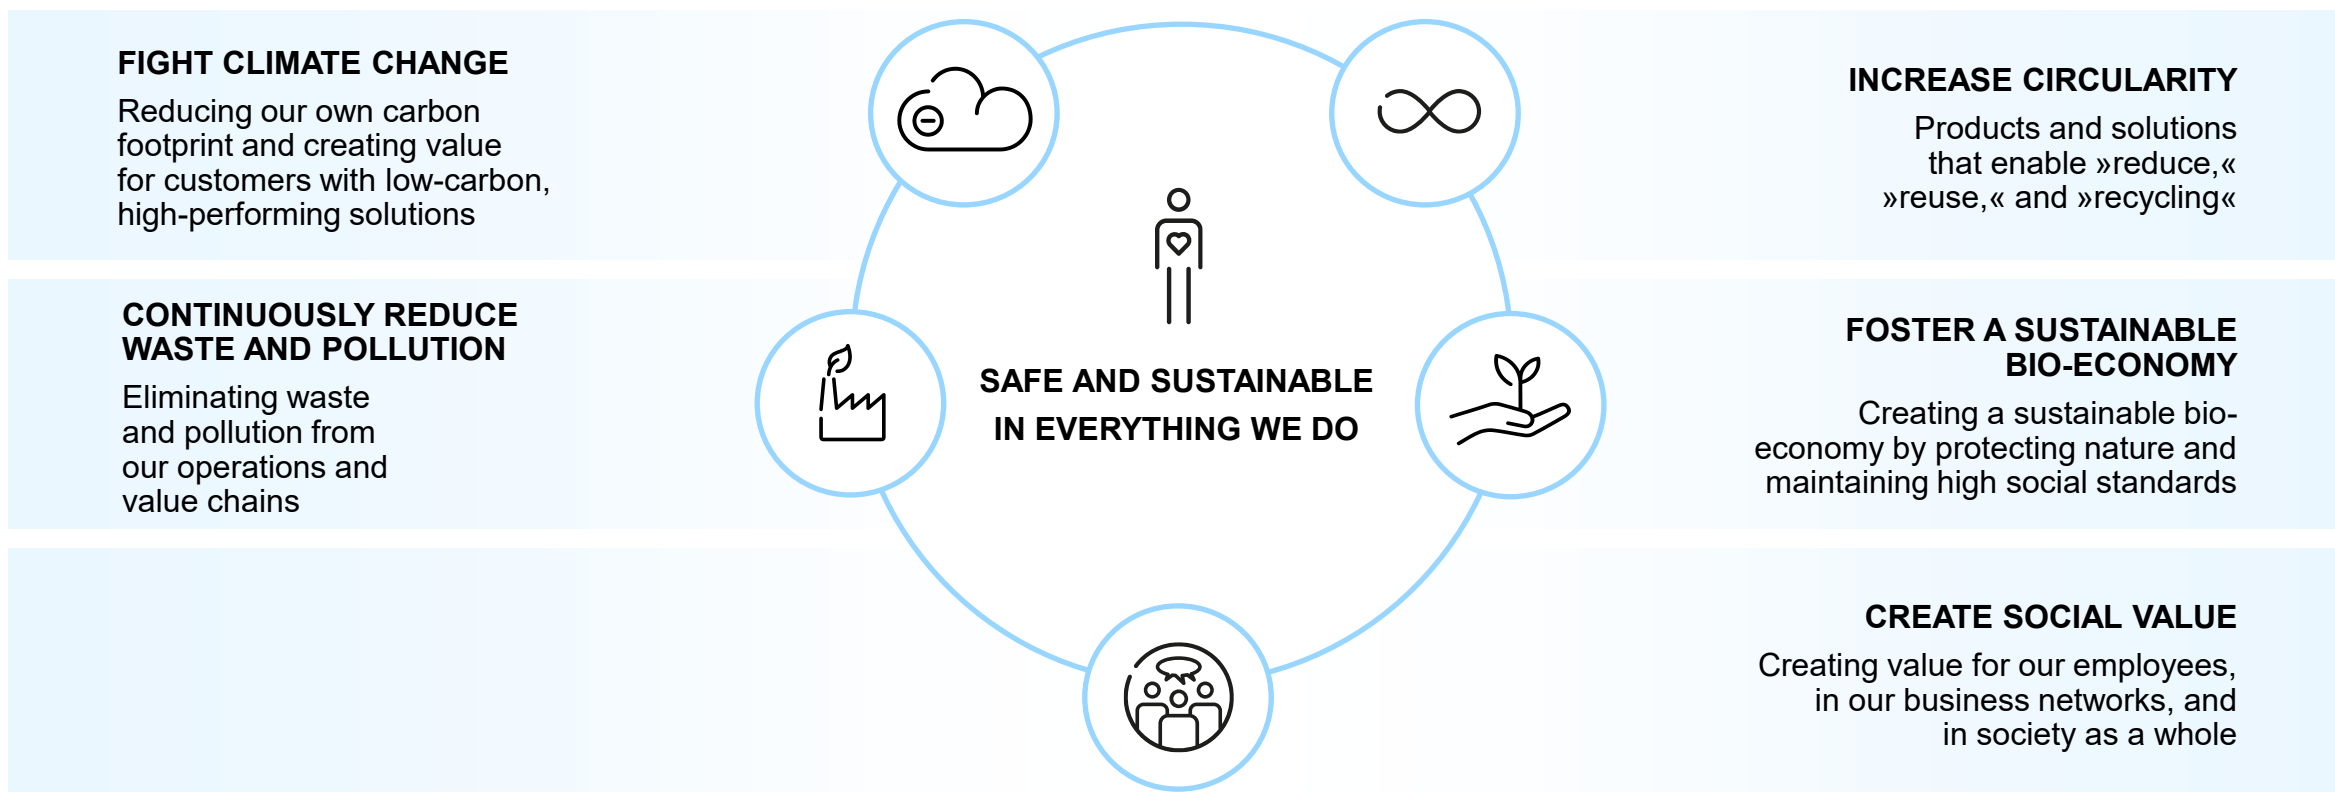 FIGHT CLIMATE CHANGE
Reducing our own carbon
footprint and creating value
for customers with low-carbon,
high-performing solutions
CONTINUOUSLY REDUCE
WASTE AND POLLUTION
Eliminating waste
and pollution from
our operations and
value chains
SAFE AND SUSTAINABLE
IN EVERYTHING WE DO
INCREASE CIRCULARITY
Products and solutions
that enable »reduce,«
»reuse,« and »recycling«
FOSTER A SUSTAINABLE
BIO-ECONOMY
Creating a sustainable bio-
economy by protecting nature and
maintaining high social standards
CREATE SOCIAL VALUE
Creating value for our employees,
in our business networks, and
in society as a whole